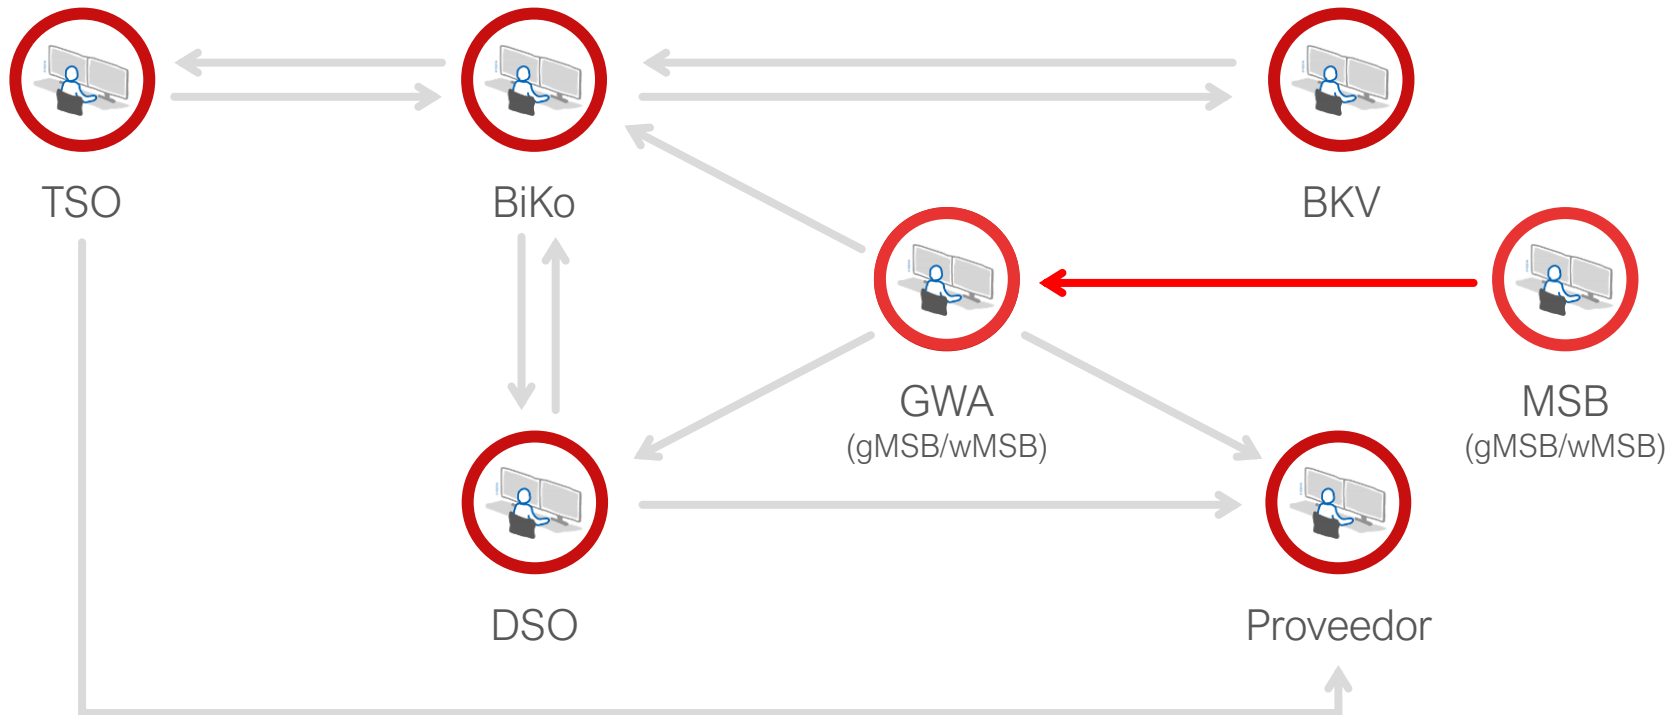 TSO
BiKo
BKV
GWA
(gMSB/wMSB)
MSB
(gMSB/wMSB)
DSO
Proveedor